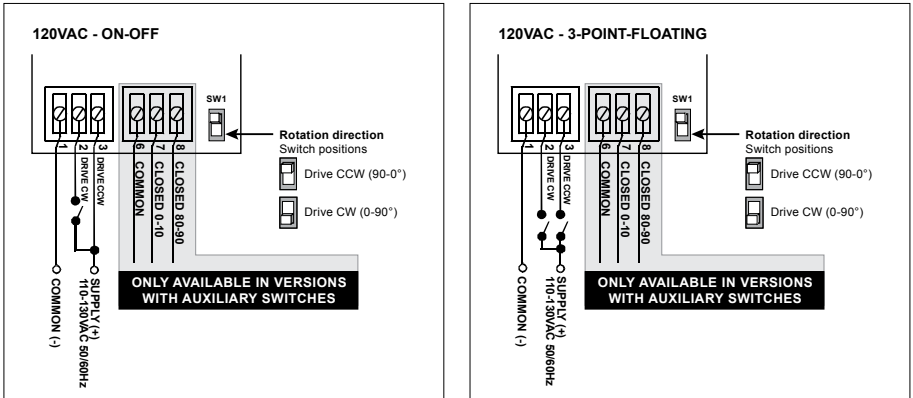 120VAC - ON-OFF
SW1
Rotation direction
Switch positions
Drive CCW (90-0°)
Drive CW (0-90°)
1
2
3
6
7
8
DRIVE CW
DRIVE CCW
COMMON
CLOSED 0-10
CLOSED 80-90
ONLY AVAILABLE IN VERSIONS
WITH AUXILIARY SWITCHES
COMMON (-)
SUPPLY (+)
110-130VAC 50/60Hz
120VAC - 3-POINT-FLOATING
SW1
Rotation direction
Switch positions
Drive CCW (90-0°)
Drive CW (0-90°)
1
2
3
6
7
8
DRIVE CW
DRIVE CCW
COMMON
CLOSED 0-10
CLOSED 80-90
ONLY AVAILABLE IN VERSIONS
WITH AUXILIARY SWITCHES
COMMON (-)
SUPPLY (+)
110-130VAC 50/60Hz